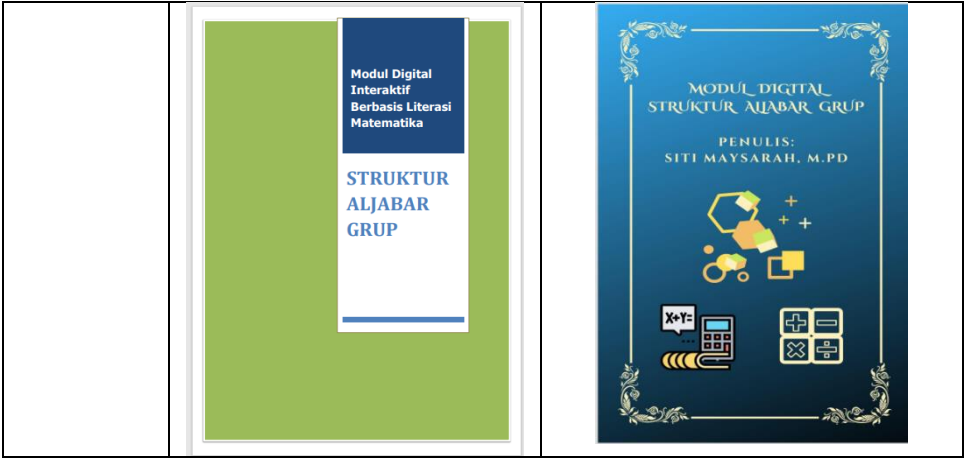 Modul Digital
Interaktif
Berbasis Literasi
Matematika
STRUKTUR
ALJABAR
GRUP
MODUL DIGITAL
STRUKTUR ALJABAR GRUP
PENULIS:
SITI MAYSARAH, M.PD
X+Y=